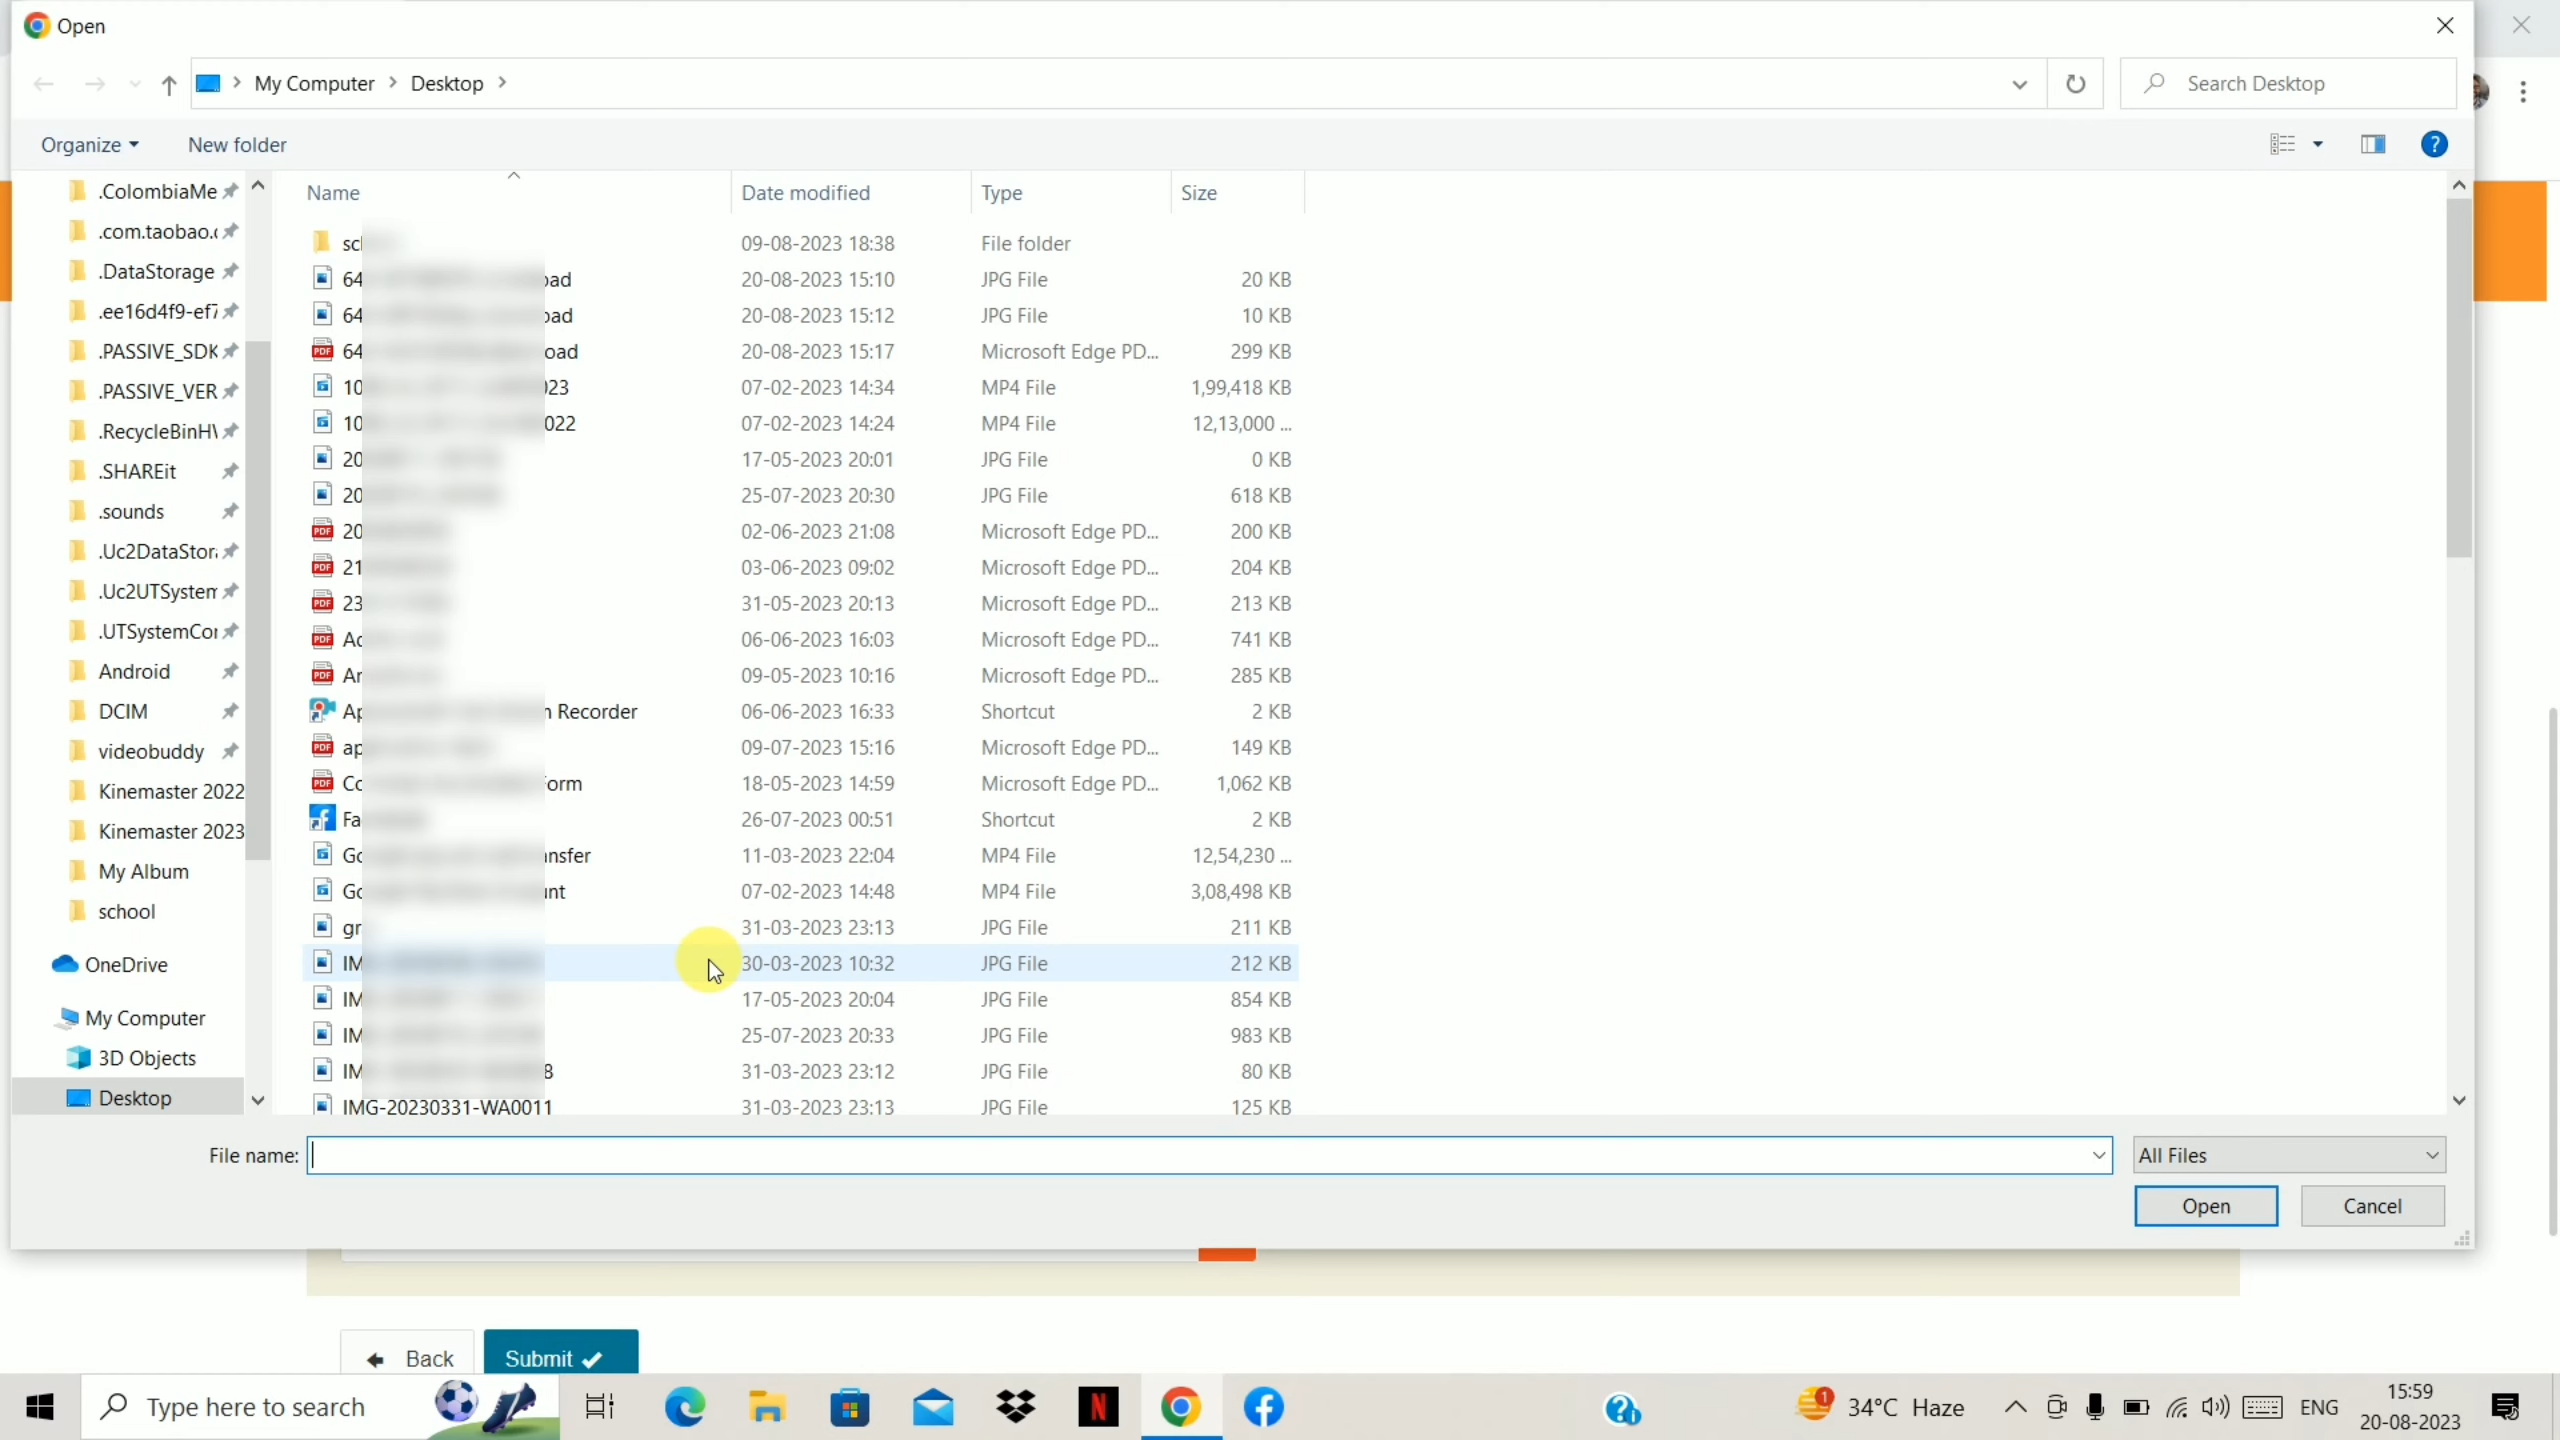 Open
My Computer Desktop
Search Desktop
Organize New folder
.ColombiaMe
.com.taobao.
.DataStorage
.ee16d4f9-ef7
.PASSIVE_SDK
.PASSIVE_VER
.RecycleBinH
.SHAREit
.sounds
.Uc2DataStor
.Uc2UTSystem
.UTSystemCo
Android
DCIM
videobuddy
Kinemaster 2022
Kinemaster 2023
My Album
school
OneDrive
My Computer
3D Objects
Desktop
Name Date modified Type Size
09-08-2023 18:38 File folder
20-08-2023 15:10 JPG File 20 KB
20-08-2023 15:12 JPG File 10 KB
20-08-2023 15:17 Microsoft Edge PD... 299 KB
07-02-2023 14:34 MP4 File 1,99,418 KB
07-02-2023 14:24 MP4 File 12,13,000 ...
17-05-2023 20:01 JPG File 0 KB
25-07-2023 20:30 JPG File 618 KB
02-06-2023 21:08 Microsoft Edge PD... 200 KB
03-06-2023 09:02 Microsoft Edge PD... 204 KB
31-05-2023 20:13 Microsoft Edge PD... 213 KB
06-06-2023 16:03 Microsoft Edge PD... 741 KB
09-05-2023 10:16 Microsoft Edge PD... 285 KB
Recorder 06-06-2023 16:33 Shortcut 2 KB
09-07-2023 15:16 Microsoft Edge PD... 149 KB
18-05-2023 14:59 Microsoft Edge PD... 1,062 KB
26-07-2023 00:51 Shortcut 2 KB
11-03-2023 22:04 MP4 File 12,54,230 ...
07-02-2023 14:48 MP4 File 3,08,498 KB
31-03-2023 23:13 JPG File 211 KB
30-03-2023 10:32 JPG File 212 KB
17-05-2023 20:04 JPG File 854 KB
25-07-2023 20:33 JPG File 983 KB
31-03-2023 23:12 JPG File 80 KB
IMG-20230331-WA0011 31-03-2023 23:13 JPG File 125 KB
File name: All Files
Open Cancel
Back Submit
Type here to search
1 34°C Haze ENG 15:59
20-08-2023